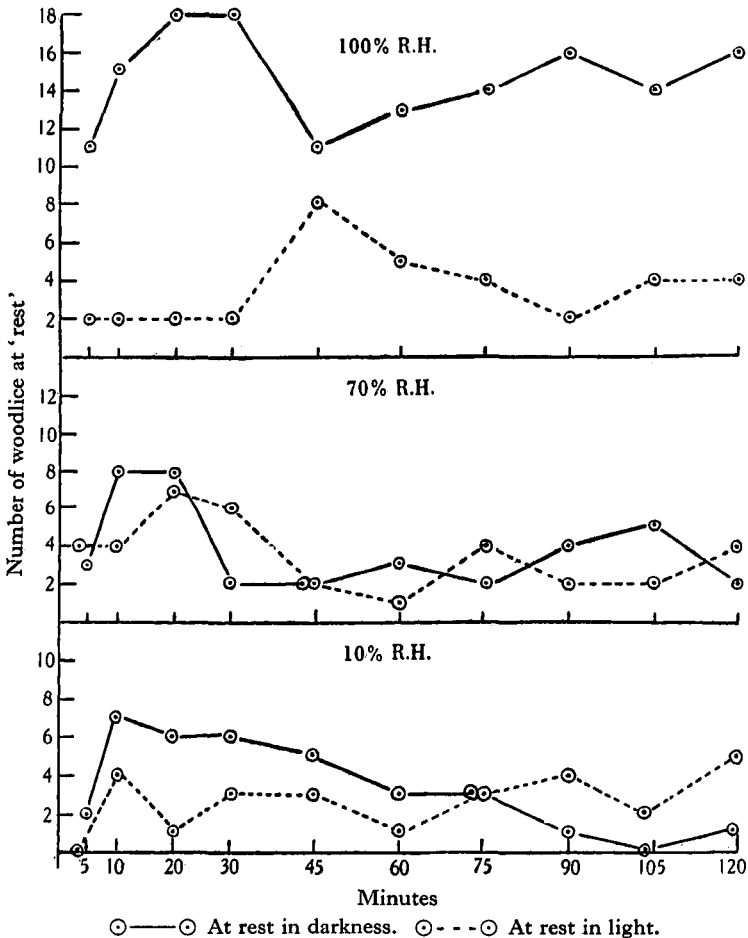 Number of woodlice at ‘rest’
100% R.H.
18
16
14
12
10
8
6
4
2
70% R.H.
12
10
8
6
4
2
10% R.H.
10
8
6
4
2
5 10 20 30 45 60 75 90 105 120
Minutes
At rest in darkness. At rest in light.